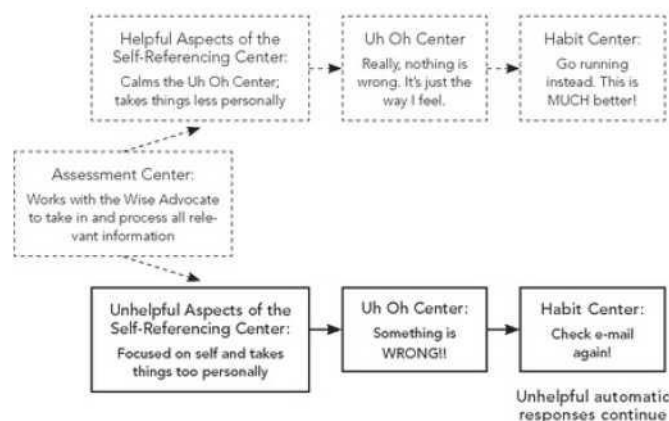 Helpful Aspects of the
Self-Referencing Center:
Calms the Uh Oh Center;
takes things less personally
Uh Oh Center
Really, nothing is
wrong. It's just the
way I feel.
Habit Center:
Go running
instead. This is
MUCH better!
Assessment Center:
Works with the Wise Advocate
to take in and process all rele-
vant information
Unhelpful Aspects of the
Self-Referencing Center:
Focused on self and takes
things too personally
Uh Oh Center:
Something is
WRONG!!
Habit Center:
Check e-mail
again!
Unhelpful automatic
responses continue